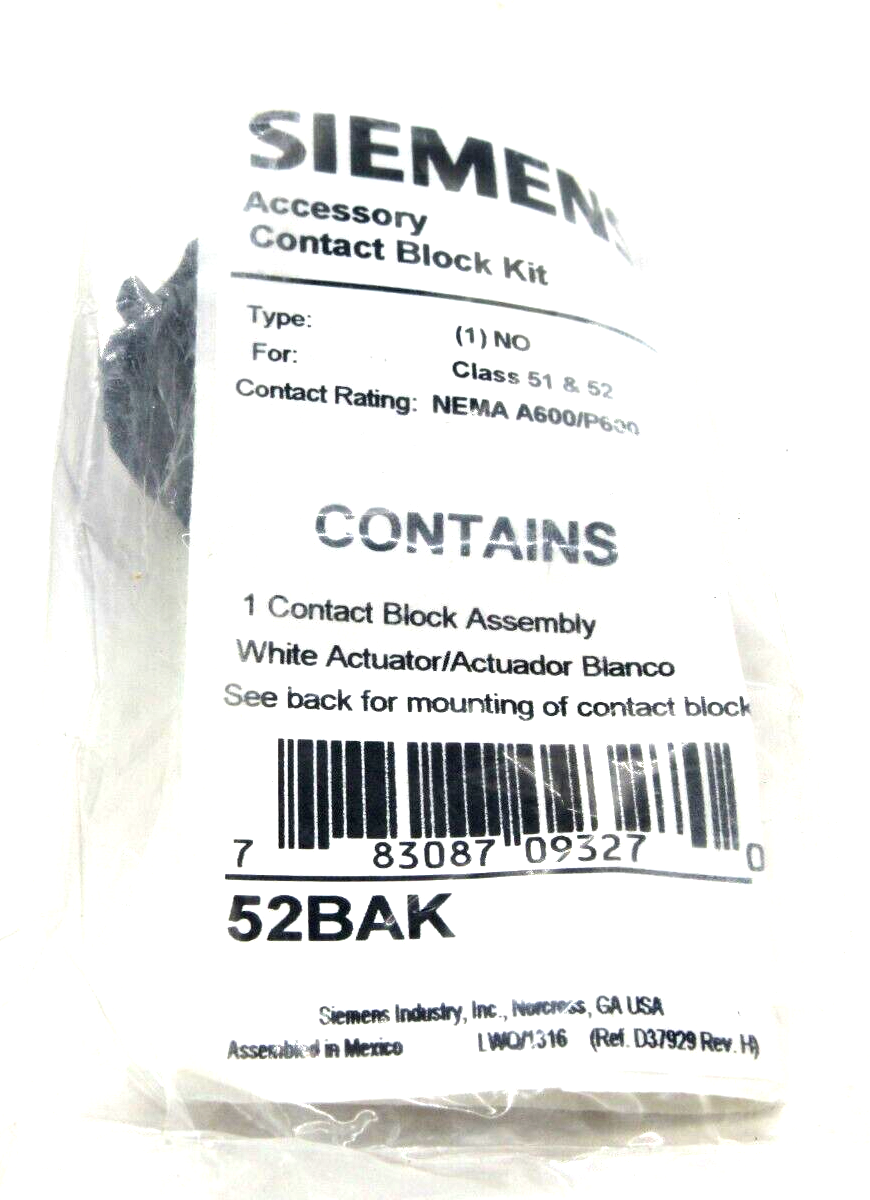 SIEMENS
Accessory
Contact Block Kit
Type: (1) NO
For: Class 51 & 52
Contact Rating: NEMA A600/P600
CONTAINS
1 Contact Block Assembly
White Actuator/Actuador Blanco
See back for mounting of contact block
7 83087 09327 0
52BAK
Siemens Industry, Inc., Norcross, GA USA
Assembled in Mexico LWO/1316 (Ref. D37929 Rev. H)